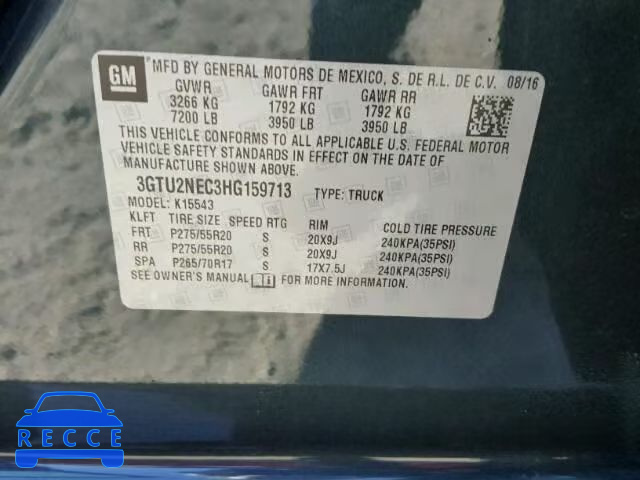 GM
MFD BY GENERAL MOTORS DE MEXICO, S. DE R.L. DE C.V. 08/16
GVWR GAWR FRT GAWR RR
3266 KG 1792 KG 1792 KG
7200 LB 3950 LB 3950 LB
THIS VEHICLE CONFORMS TO ALL APPLICABLE U.S. FEDERAL MOTOR
VEHICLE SAFETY STANDARDS IN EFFECT ON THE DATE OF
MANUFACTURE SHOWN ABOVE.
3GTU2NEC3HG159713 TYPE: TRUCK
MODEL: K15543
KLFT TIRE SIZE SPEED RTG RIM COLD TIRE PRESSURE
FRT P275/55R20 S 20X9J 240KPA(35PSI)
RR P275/55R20 S 20X9J 240KPA(35PSI)
SPA P265/70R17 S 17X7.5J 240KPA(35PSI)
SEE OWNER'S MANUAL FOR MORE INFORMATION.
BIDCAR RECCE